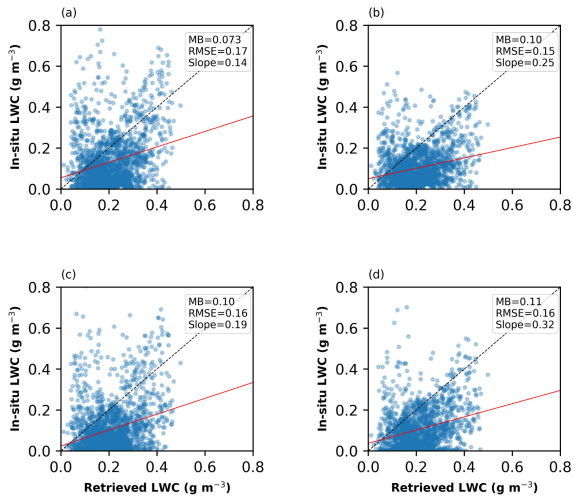 (a)
MB=0.073
RMSE=0.17
Slope=0.14
In-situ LWC (g m⁻³)
0.8
0.6
0.4
0.2
0.0
0.0 0.2 0.4 0.6 0.8
(b)
MB=0.10
RMSE=0.15
Slope=0.25
In-situ LWC (g m⁻³)
0.8
0.6
0.4
0.2
0.0
0.0 0.2 0.4 0.6 0.8
(c)
MB=0.10
RMSE=0.16
Slope=0.19
In-situ LWC (g m⁻³)
0.8
0.6
0.4
0.2
0.0
0.0 0.2 0.4 0.6 0.8
Retrieved LWC (g m⁻³)
(d)
MB=0.11
RMSE=0.16
Slope=0.32
In-situ LWC (g m⁻³)
0.8
0.6
0.4
0.2
0.0
0.0 0.2 0.4 0.6 0.8
Retrieved LWC (g m⁻³)